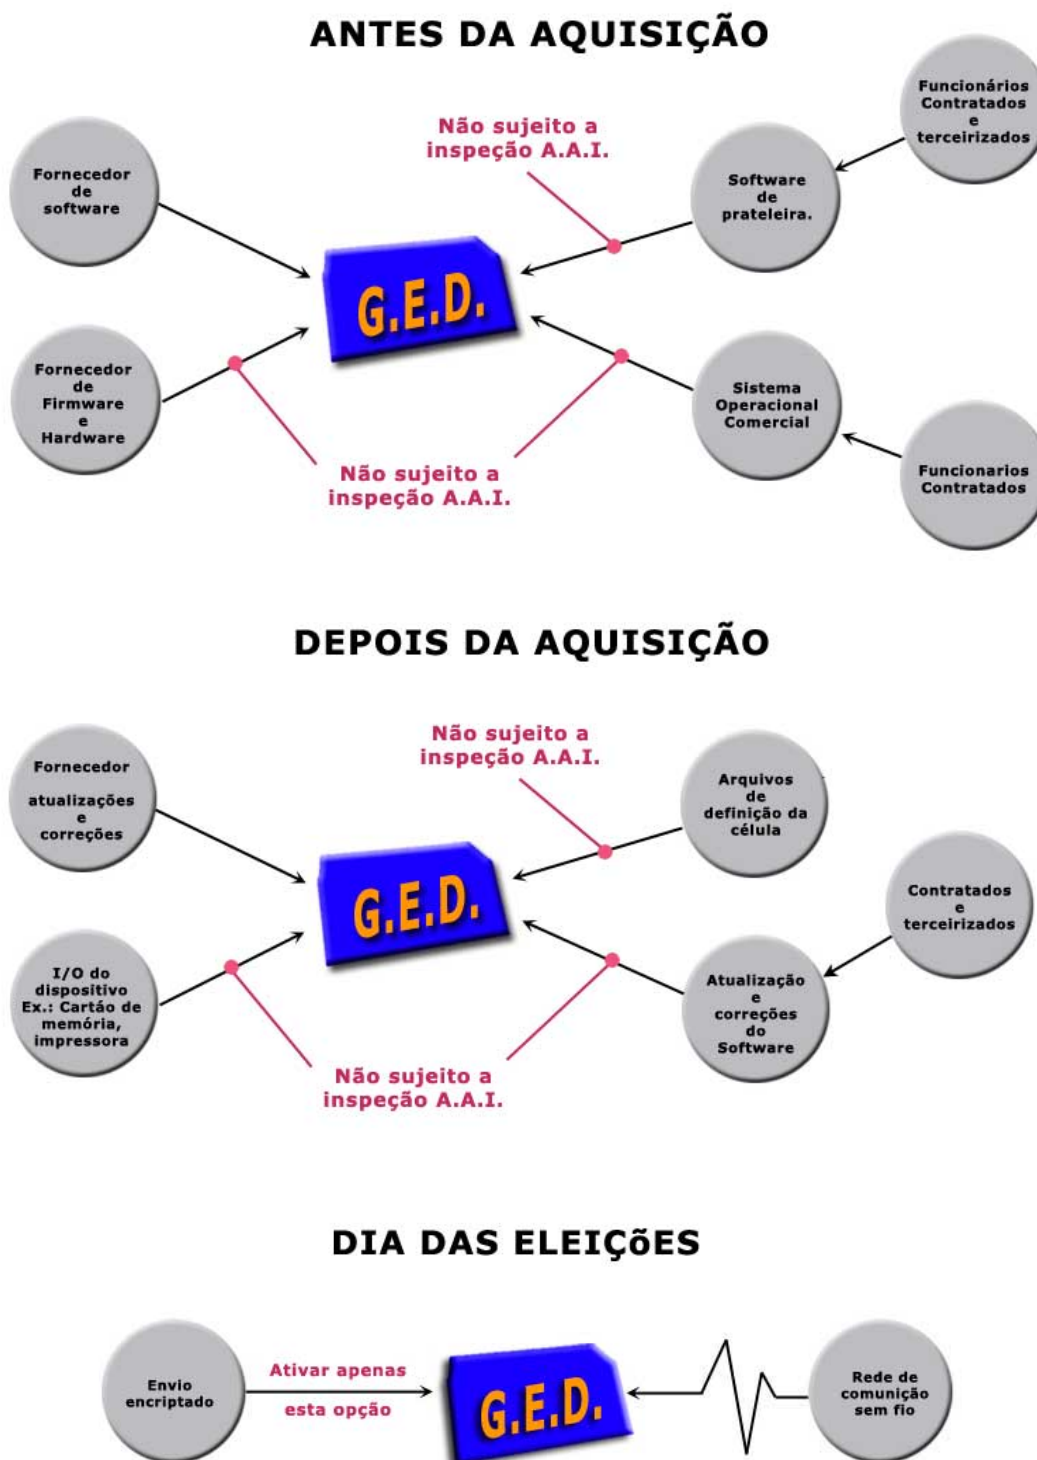 ANTES DA AQUISIÇÃO
Fornecedor
de
software
Não sujeito a
inspeção A.A.I.
Software
de
prateleira.
Funcionários
Contratados
e
terceirizados
G.E.D.
Fornecedor
de
Firmware
e
Hardware
Não sujeito a
inspeção A.A.I.
Sistema
Operacional
Comercial
Funcionarios
Contratados
DEPOIS DA AQUISIÇÃO
Fornecedor
atualizações
e
correções
Não sujeito a
inspeção A.A.I.
Arquivos
de
definição da
célula
G.E.D.
Contratados
e
terceirizados
I/O do
dispositivo
Ex.: Cartáo de
memória,
impressora
Não sujeito a
inspeção A.A.I.
Atualização
e
correções
do
Software
DIA DAS ELEIÇõES
Envio
encriptado
Ativar apenas
esta opção
G.E.D.
Rede de
comunição
sem fio